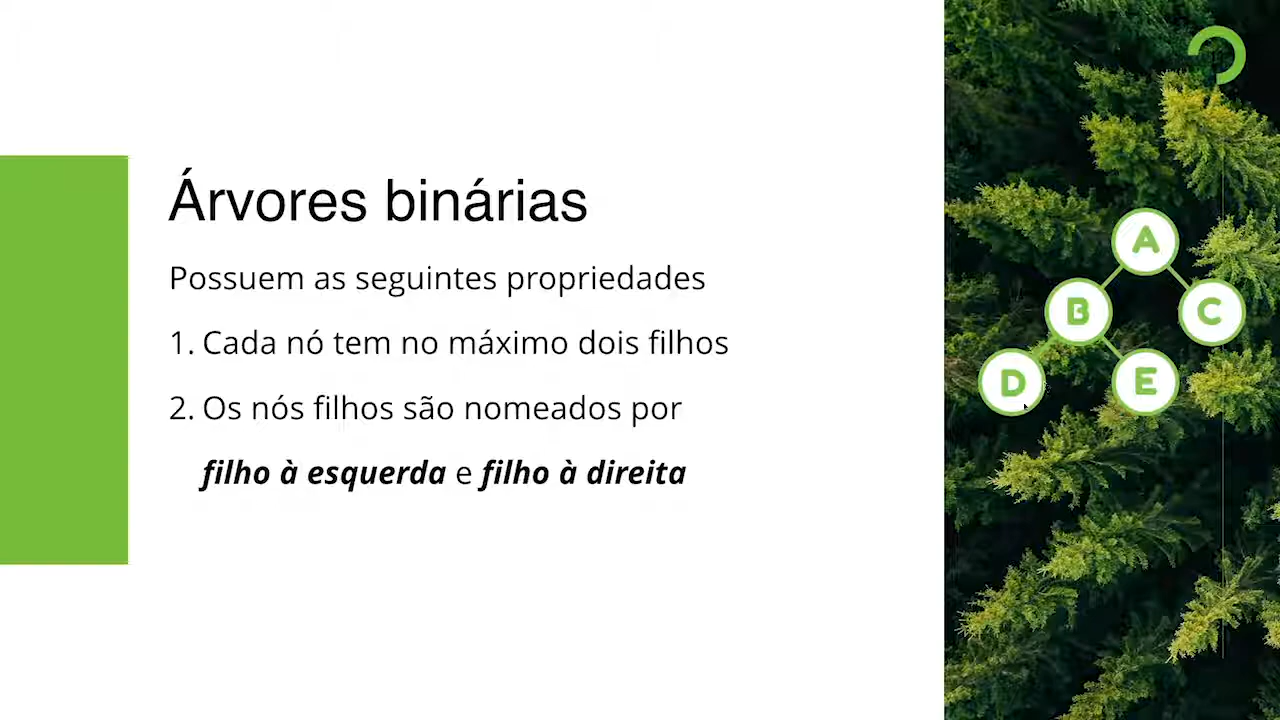 Árvores binárias
Possuem as seguintes propriedades
1. Cada nó tem no máximo dois filhos
2. Os nós filhos são nomeados por
filho à esquerda e filho à direita
A
B
C
D
E